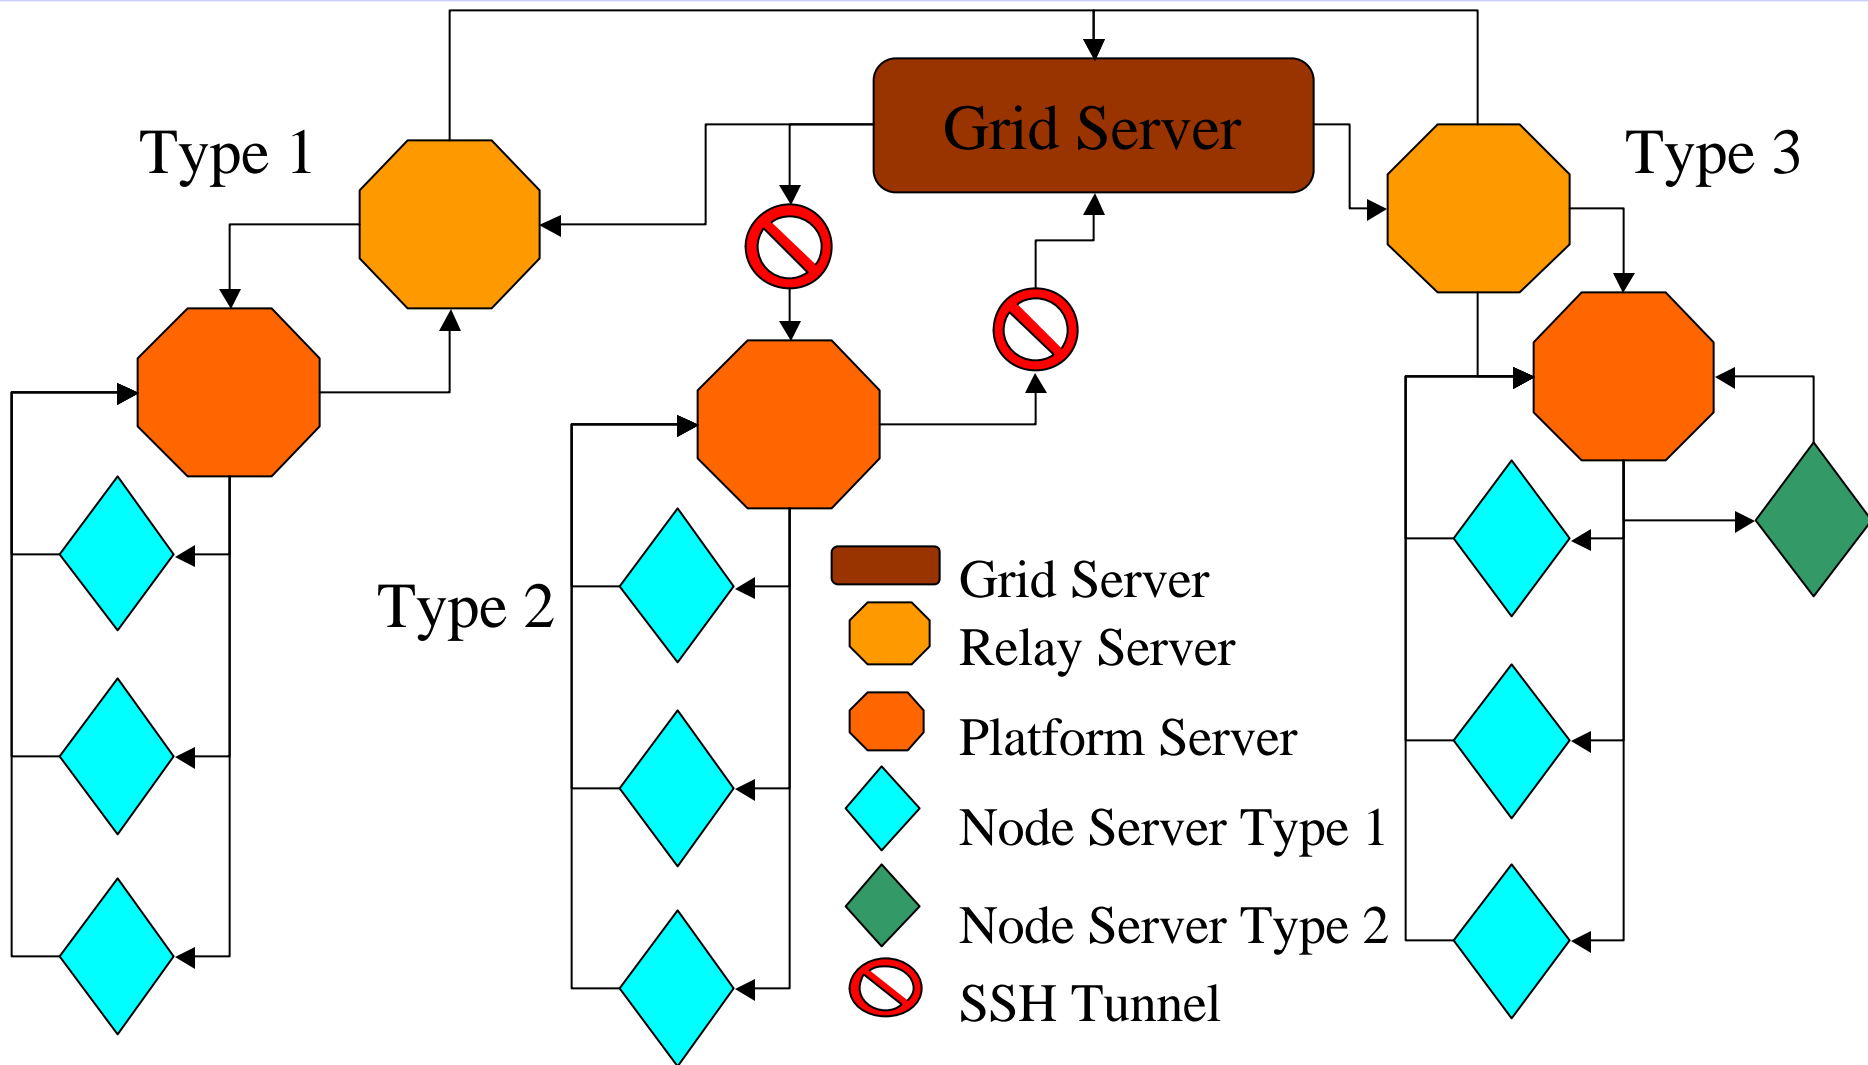 Grid Server
Type 1
Type 3
Type 2
Grid Server
Relay Server
Platform Server
Node Server Type 1
Node Server Type 2
SSH Tunnel